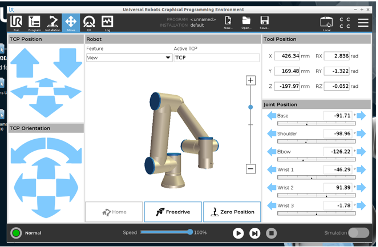 Universal Robots Graphical Programming Environment
Run
Program
Installation
Move
I/O
Log
PROGRAM <unnamed>
INSTALLATION default
New...
Open...
Save...
Local
TCP Position
Robot
Feature
Active TCP
View
TCP
Tool Position
X 426.34 mm RX 2.836 rad
Y 169.48 mm RY -1.322 rad
Z -197.97 mm RZ -0.052 rad
Joint Position
Base -91.71 °
Shoulder -98.96 °
Elbow -126.22 °
Wrist 1 -46.29 °
Wrist 2 91.39 °
Wrist 3 -1.78 °
TCP Orientation
Home
Freedrive
Zero Position
Normal
Speed 100%
Simulation